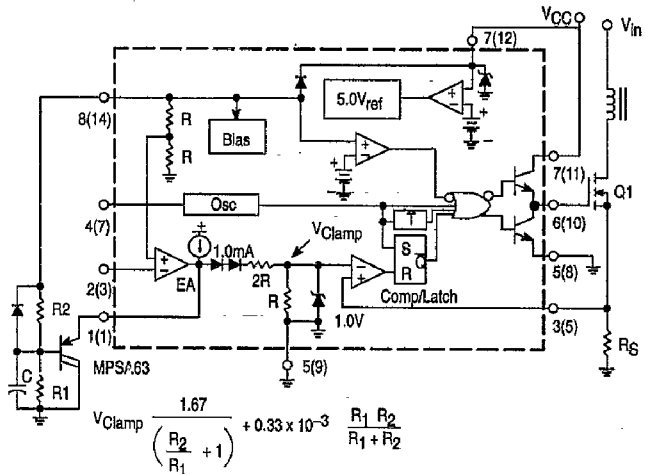 VCC
Vin
7(12)
5.0Vref
+
−
+
−
8(14)
R
Bias
R
+
−
+
−
7(11)
Q1
Osc
6(10)
4(7)
VClamp
T
S
Q
R
1.0mA
+
−
EA
2R
−
+
Comp/Latch
5(8)
2(3)
R
1.0V
3(5)
R2
1(1)
C
MPSA63
R1
5(9)
RS
VClamp 1.67 / (R2/R1 + 1) + 0.33 x 10⁻³ R1 R2 / R1 + R2